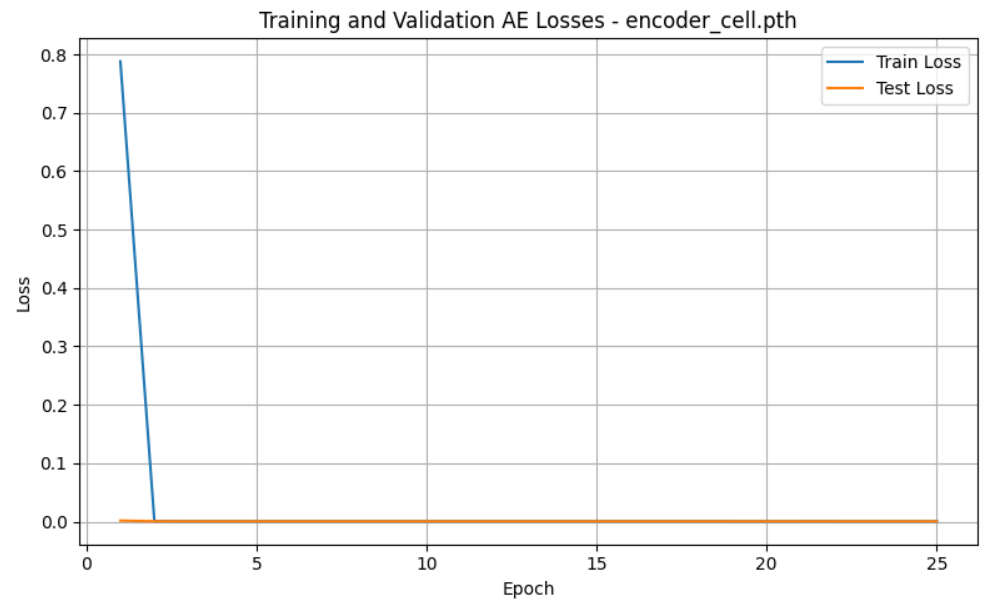 Training and Validation AE Losses - encoder_cell.pth
Train Loss
Test Loss
0.8
0.7
0.6
0.5
0.4
0.3
0.2
0.1
0.0
Loss
0 5 10 15 20 25
Epoch